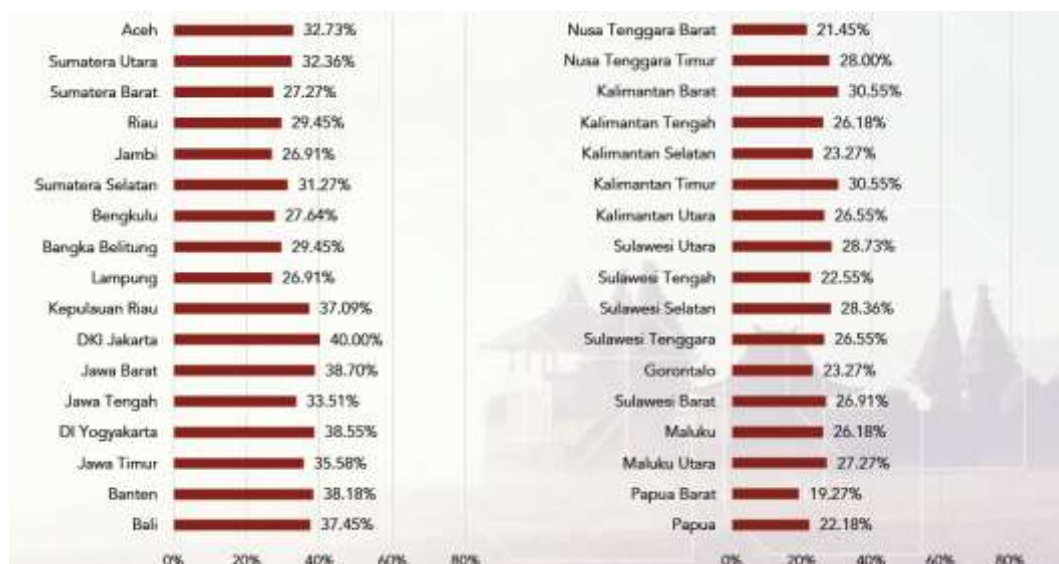 Aceh 32.73%
Sumatera Utara 32.36%
Sumatera Barat 27.27%
Riau 29.45%
Jambi 26.91%
Sumatera Selatan 31.27%
Bengkulu 27.64%
Bangka Belitung 29.45%
Lampung 26.91%
Kepulauan Riau 37.09%
DKI Jakarta 40.00%
Jawa Barat 38.70%
Jawa Tengah 33.51%
DI Yogyakarta 38.55%
Jawa Timur 35.58%
Banten 38.18%
Bali 37.45%
0% 20% 40% 60% 80%
Nusa Tenggara Barat 21.45%
Nusa Tenggara Timur 28.00%
Kalimantan Barat 30.55%
Kalimantan Tengah 26.18%
Kalimantan Selatan 23.27%
Kalimantan Timur 30.55%
Kalimantan Utara 26.55%
Sulawesi Utara 28.73%
Sulawesi Tengah 22.55%
Sulawesi Selatan 28.36%
Sulawesi Tenggara 26.55%
Gorontalo 23.27%
Sulawesi Barat 26.91%
Maluku 26.18%
Maluku Utara 27.27%
Papua Barat 19.27%
Papua 22.18%
0% 20% 40% 60% 80%